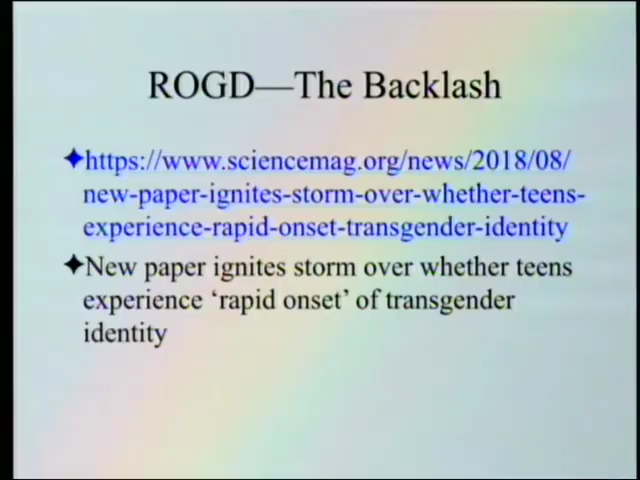 ROGD—The Backlash
✦https://www.sciencemag.org/news/2018/08/
new-paper-ignites-storm-over-whether-teens-
experience-rapid-onset-transgender-identity
✦New paper ignites storm over whether teens
experience ‘rapid onset’ of transgender
identity